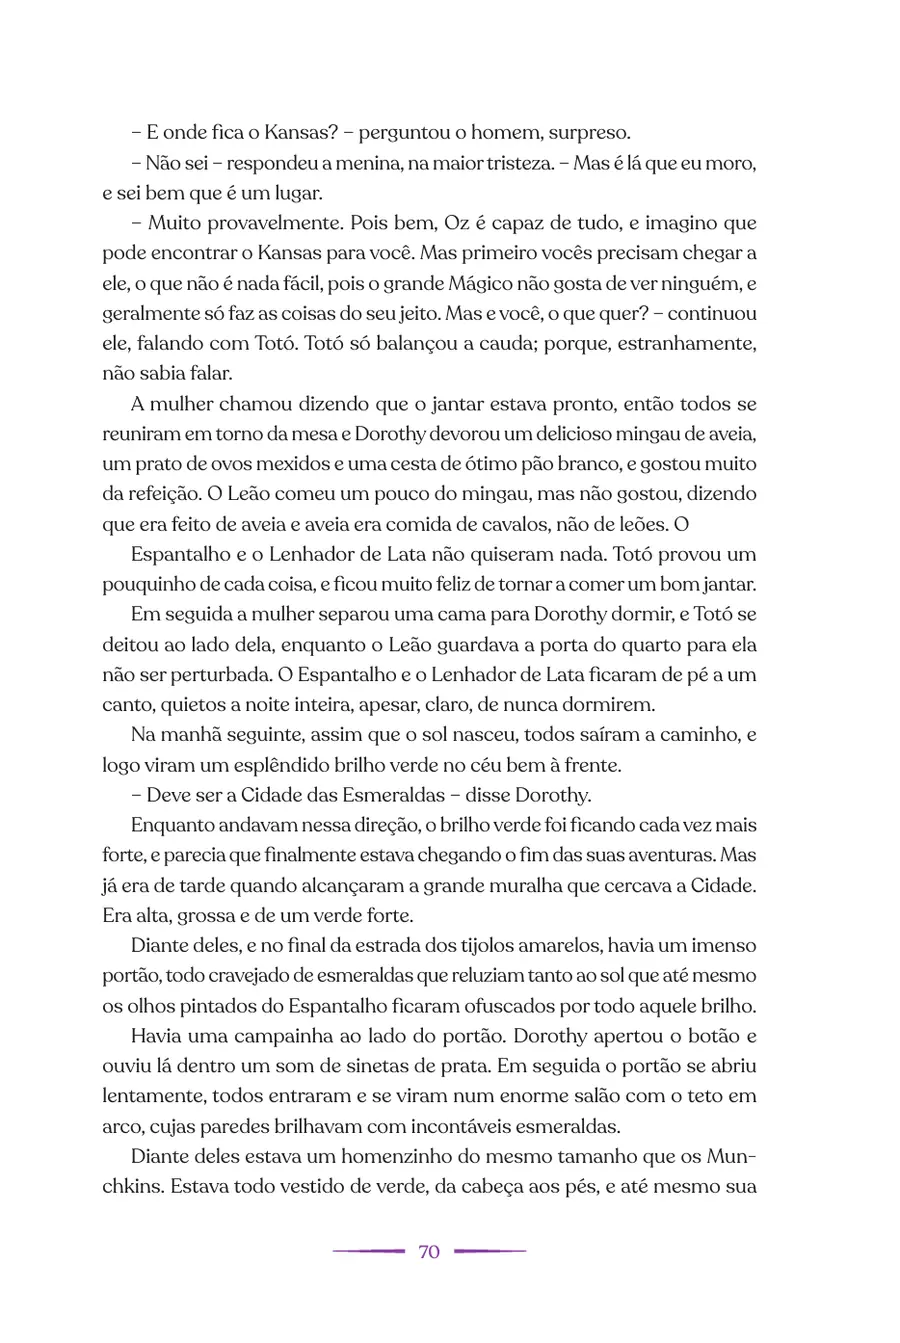 – E onde fica o Kansas? – perguntou o homem, surpreso.
– Não sei – respondeu a menina, na maior tristeza. – Mas é lá que eu moro,
e sei bem que é um lugar.
– Muito provavelmente. Pois bem, Oz é capaz de tudo, e imagino que
pode encontrar o Kansas para você. Mas primeiro vocês precisam chegar a
ele, o que não é nada fácil, pois o grande Mágico não gosta de ver ninguém, e
geralmente só faz as coisas do seu jeito. Mas e você, o que quer? – continuou
ele, falando com Totó. Totó só balançou a cauda; porque, estranhamente,
não sabia falar.
A mulher chamou dizendo que o jantar estava pronto, então todos se
reuniram em torno da mesa e Dorothy devorou um delicioso mingau de aveia,
um prato de ovos mexidos e uma cesta de ótimo pão branco, e gostou muito
da refeição. O Leão comeu um pouco do mingau, mas não gostou, dizendo
que era feito de aveia e aveia era comida de cavalos, não de leões. O
Espantalho e o Lenhador de Lata não quiseram nada. Totó provou um
pouquinho de cada coisa, e ficou muito feliz de tornar a comer um bom jantar.
Em seguida a mulher separou uma cama para Dorothy dormir, e Totó se
deitou ao lado dela, enquanto o Leão guardava a porta do quarto para ela
não ser perturbada. O Espantalho e o Lenhador de Lata ficaram de pé a um
canto, quietos a noite inteira, apesar, claro, de nunca dormirem.
Na manhã seguinte, assim que o sol nasceu, todos saíram a caminho, e
logo viram um esplêndido brilho verde no céu bem à frente.
– Deve ser a Cidade das Esmeraldas – disse Dorothy.
Enquanto andavam nessa direção, o brilho verde foi ficando cada vez mais
forte, e parecia que finalmente estava chegando o fim das suas aventuras. Mas
já era de tarde quando alcançaram a grande muralha que cercava a Cidade.
Era alta, grossa e de um verde forte.
Diante deles, e no final da estrada dos tijolos amarelos, havia um imenso
portão, todo cravejado de esmeraldas que reluziam tanto ao sol que até mesmo
os olhos pintados do Espantalho ficaram ofuscados por todo aquele brilho.
Havia uma campainha ao lado do portão. Dorothy apertou o botão e
ouviu lá dentro um som de sinetas de prata. Em seguida o portão se abriu
lentamente, todos entraram e se viram num enorme salão com o teto em
arco, cujas paredes brilhavam com incontáveis esmeraldas.
Diante deles estava um homenzinho do mesmo tamanho que os Mun-
chkins. Estava todo vestido de verde, da cabeça aos pés, e até mesmo sua
70